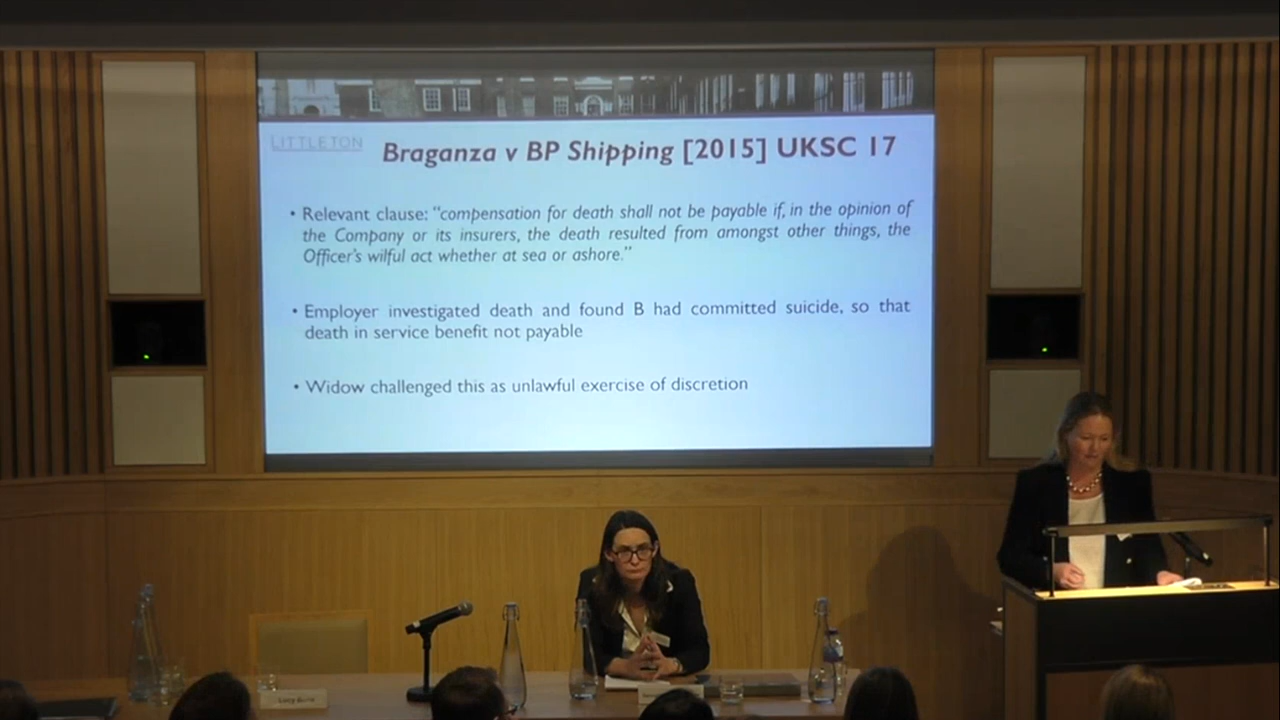 LITTLETON
Braganza v BP Shipping [2015] UKSC 17
• Relevant clause: "compensation for death shall not be payable if, in the opinion of
the Company or its insurers, the death resulted from amongst other things, the
Officer's wilful act whether at sea or ashore."
• Employer investigated death and found B had committed suicide, so that
death in service benefit not payable
• Widow challenged this as unlawful exercise of discretion